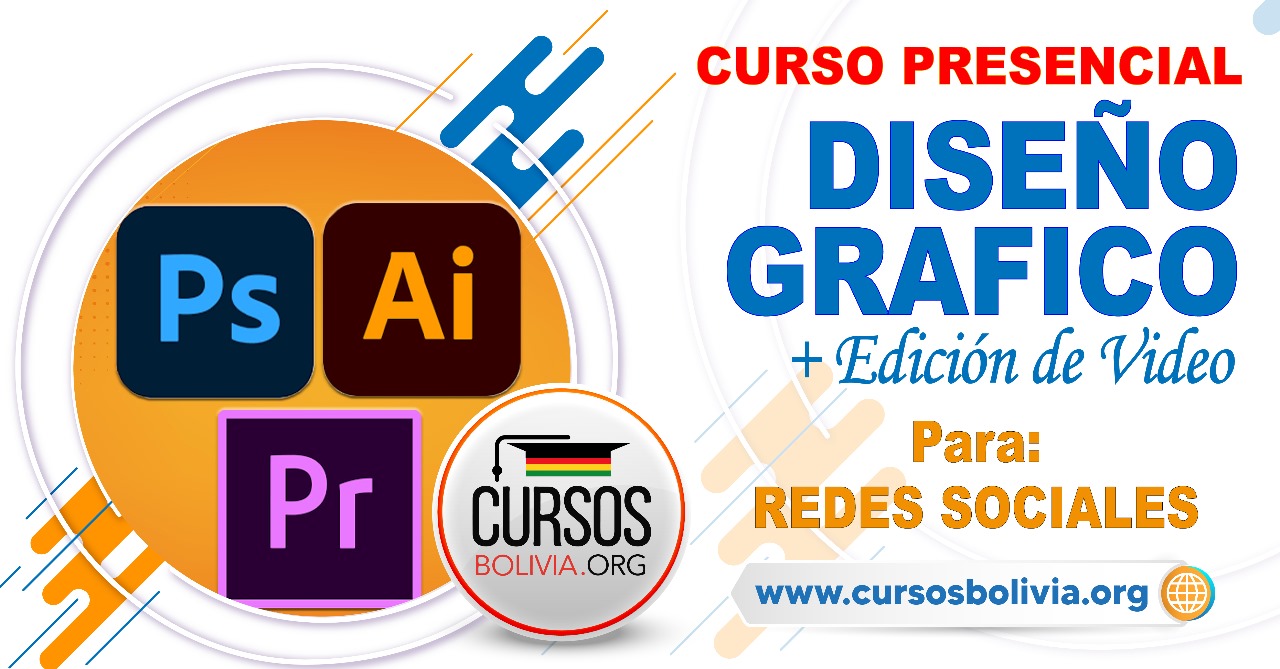 CURSO PRESENCIAL
DISEÑO
GRAFICO
+ Edición de Video
Para:
REDES SOCIALES
www.cursosbolivia.org
Ps
Ai
Pr
CURSOS
BOLIVIA.ORG